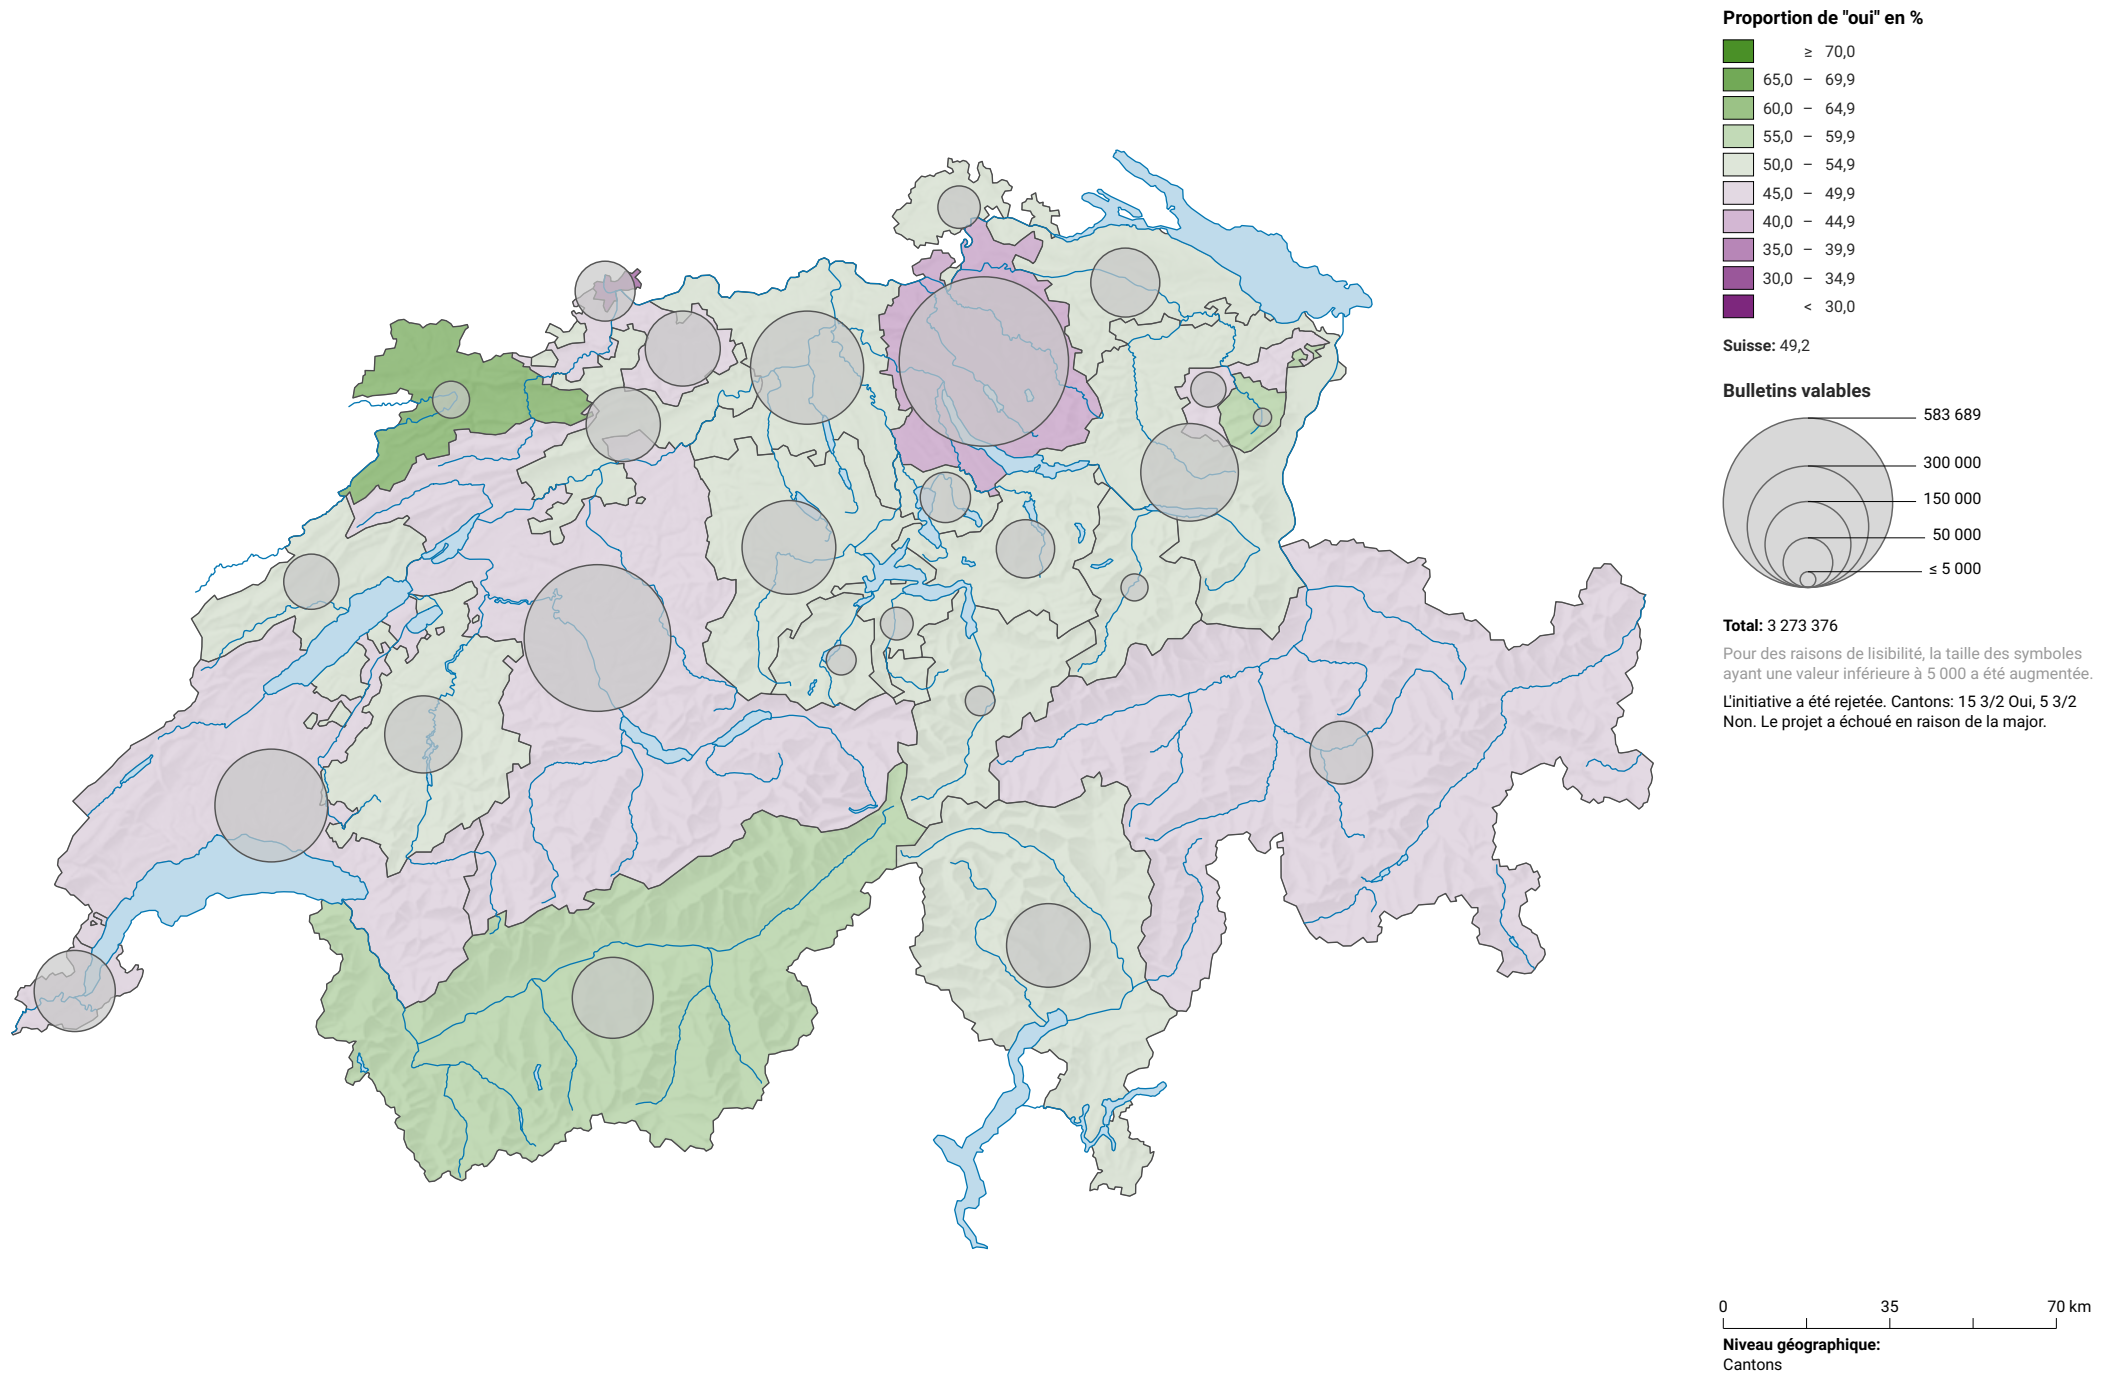 Proportion de "oui" en %
≥ 70,0
65,0 – 69,9
60,0 – 64,9
55,0 – 59,9
50,0 – 54,9
45,0 – 49,9
40,0 – 44,9
35,0 – 39,9
30,0 – 34,9
< 30,0
Suisse: 49,2
Bulletins valables
583 689
300 000
150 000
50 000
≤ 5 000
Total: 3 273 376
Pour des raisons de lisibilité, la taille des symboles
ayant une valeur inférieure à 5 000 a été augmentée.
L'initiative a été rejetée. Cantons: 15 3/2 Oui, 5 3/2
Non. Le projet a échoué en raison de la major.
0 35 70 km
Niveau géographique:
Cantons